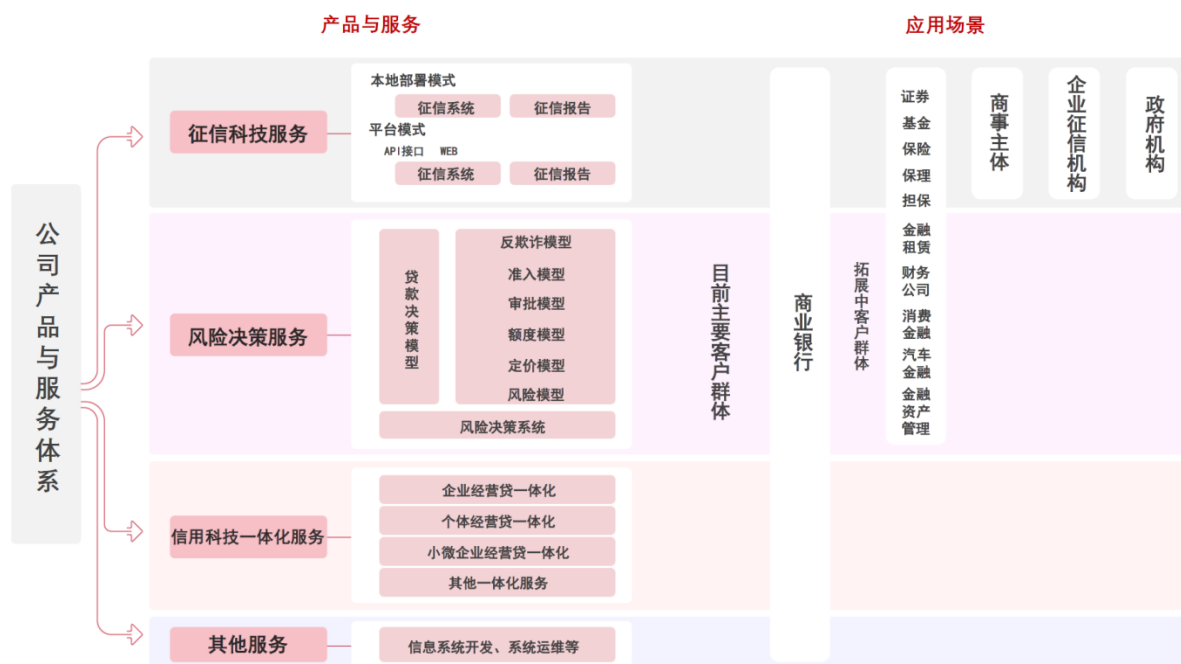 产品与服务
应用场景
公司产品与服务体系
征信科技服务
本地部署模式
征信系统
征信报告
平台模式
API接口 WEB
征信系统
征信报告
风险决策服务
贷款决策模型
反欺诈模型
准入模型
审批模型
额度模型
定价模型
风险模型
风险决策系统
信用科技一体化服务
企业经营贷一体化
个体经营贷一体化
小微企业经营贷一体化
其他一体化服务
其他服务
信息系统开发、系统运维等
目前主要客户群体
商业银行
拓展中客户群体
证券
基金
保险
保理
担保
金融
租赁
财务
公司
消费
金融
汽车
金融
金融
资产
管理
商事主体
企业征信机构
政府机构